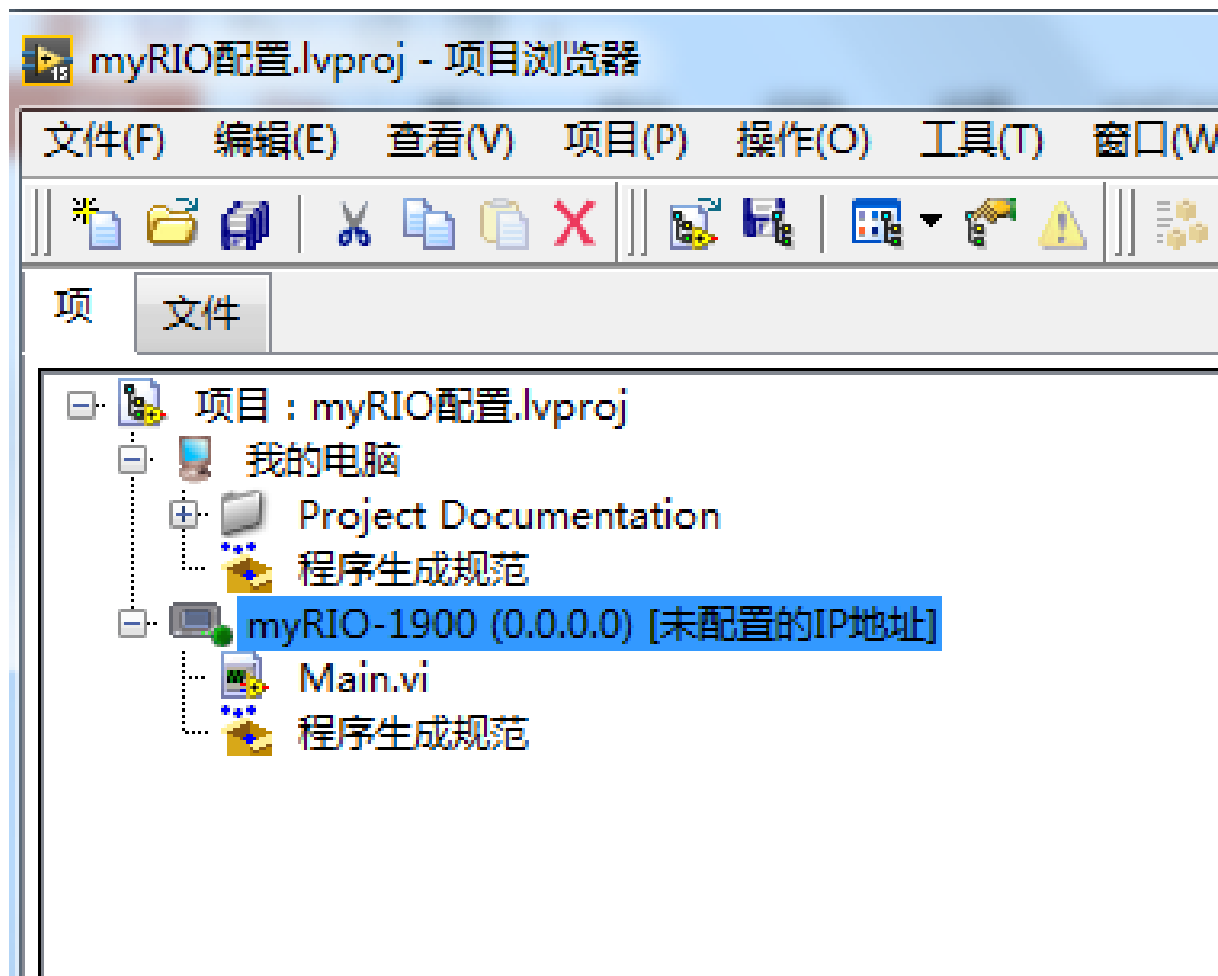 myRIO配置.lvproj - 项目浏览器
文件(F) 编辑(E) 查看(V) 项目(P) 操作(O) 工具(T) 窗口(W
项 文件
项目：myRIO配置.lvproj
我的电脑
Project Documentation
程序生成规范
myRIO-1900 (0.0.0.0) [未配置的IP地址]
Main.vi
程序生成规范